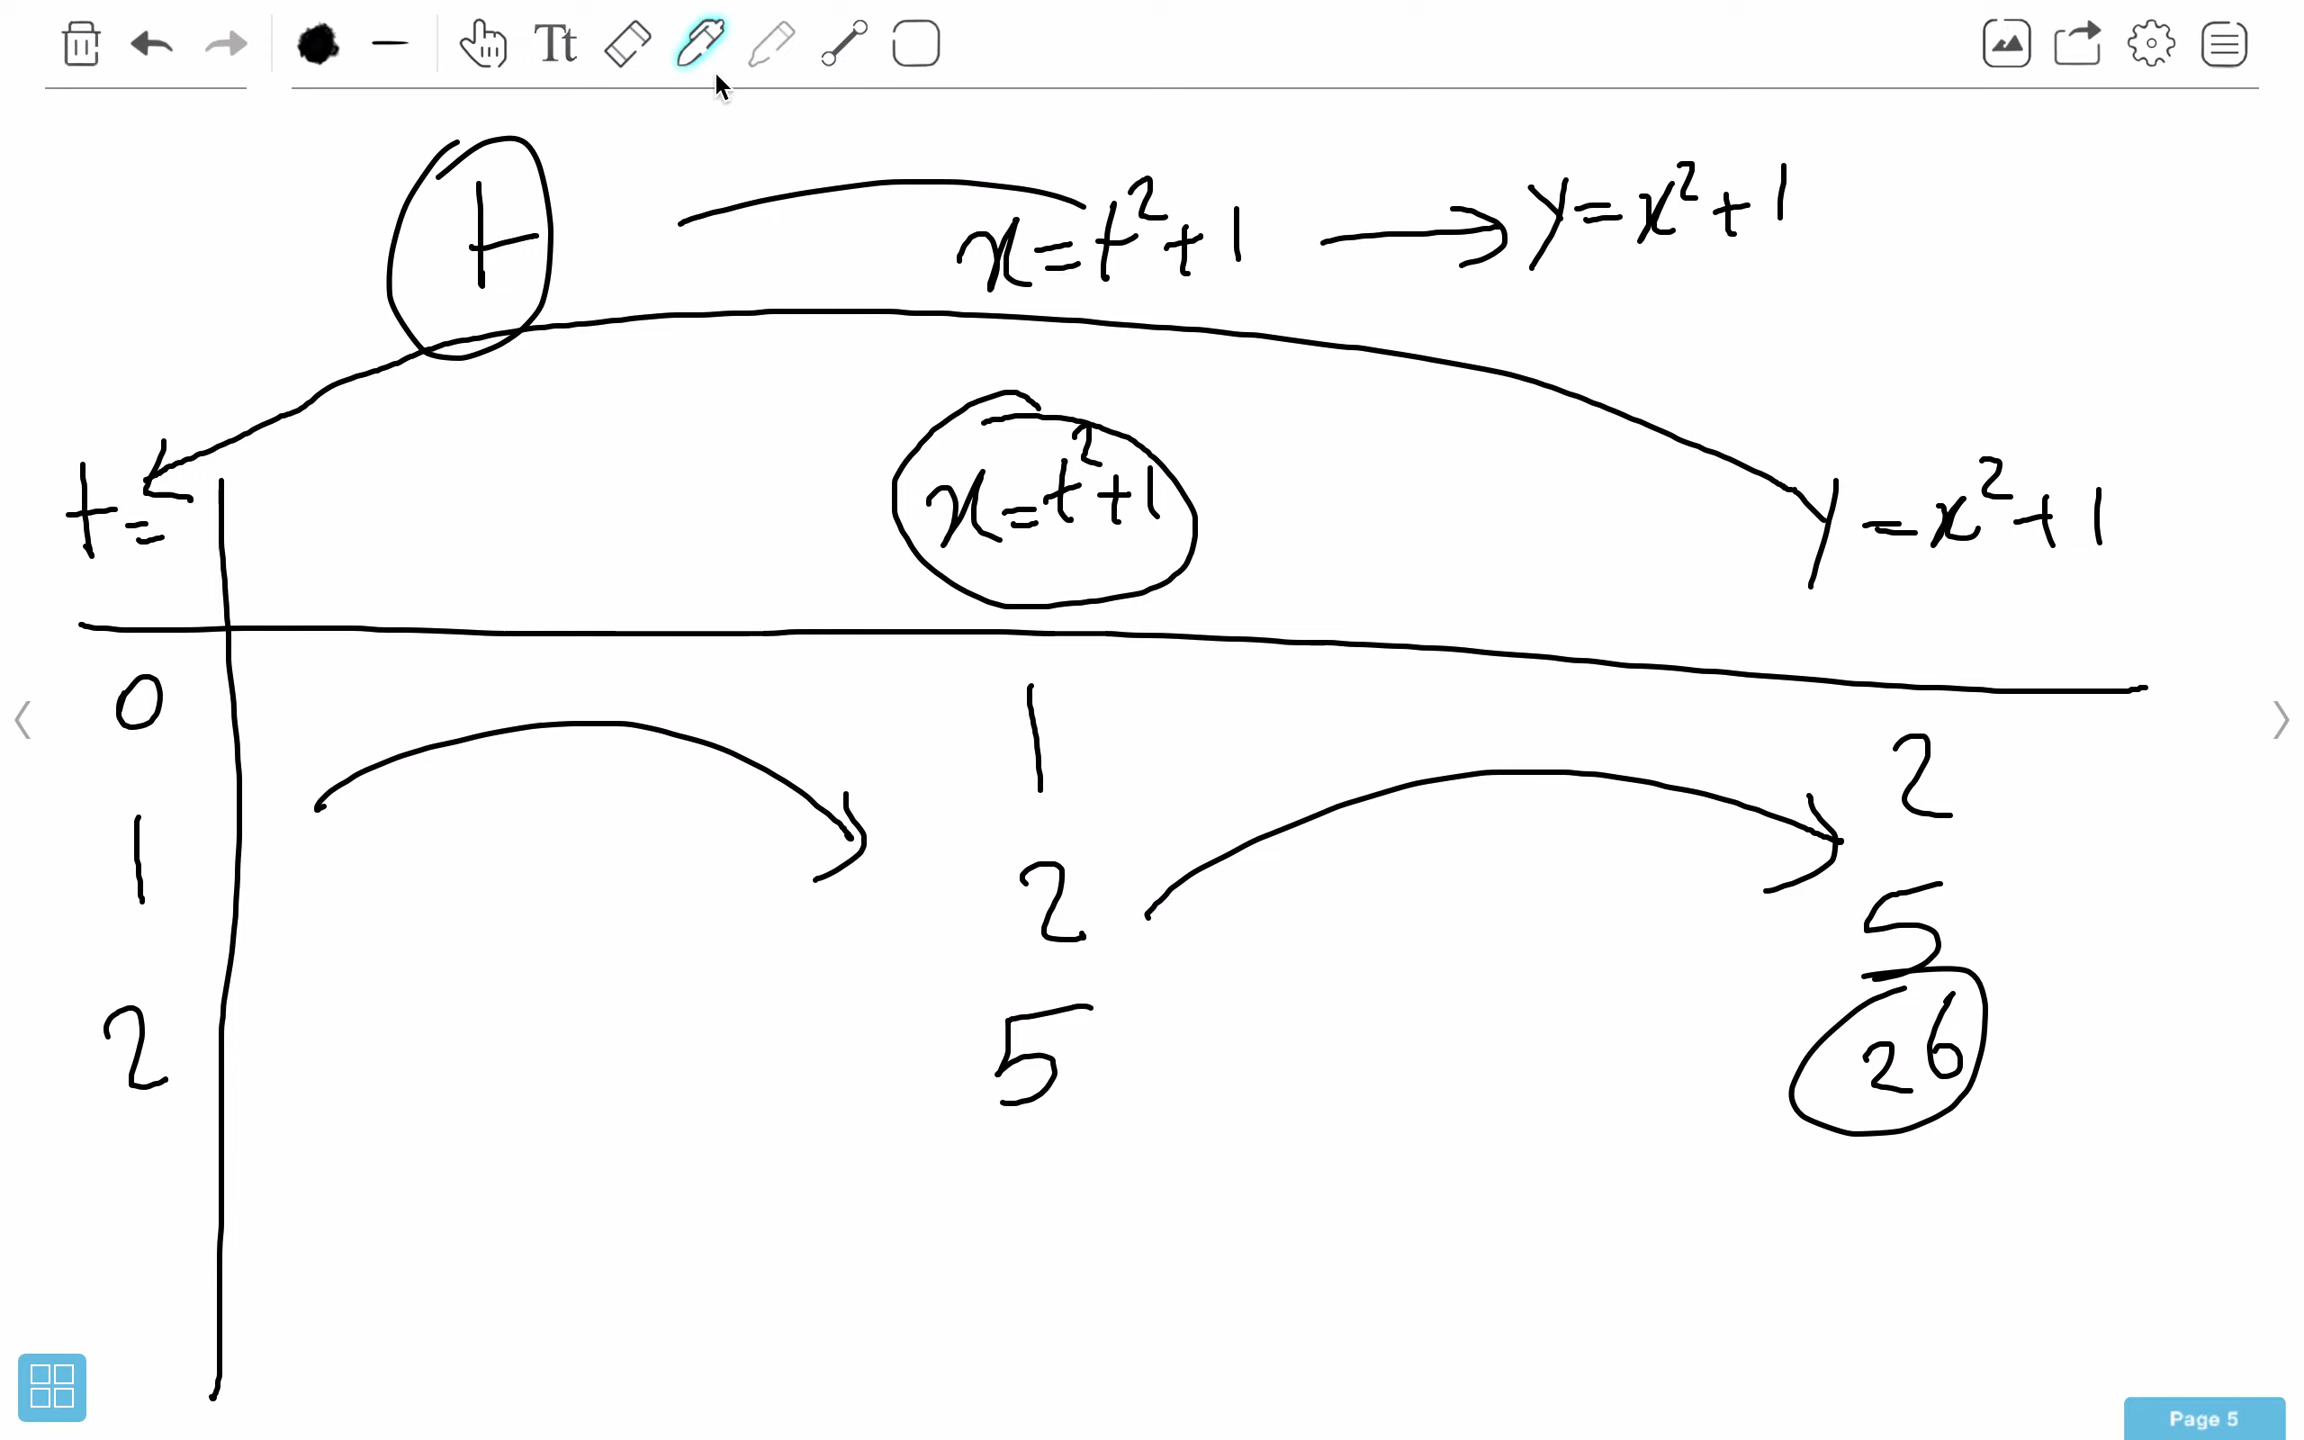 Tt
t x=t²+1 → y=x²+1
t= x=t²+1 y=x²+1
0 1 2
1 2 5
2 5 26
Page 5